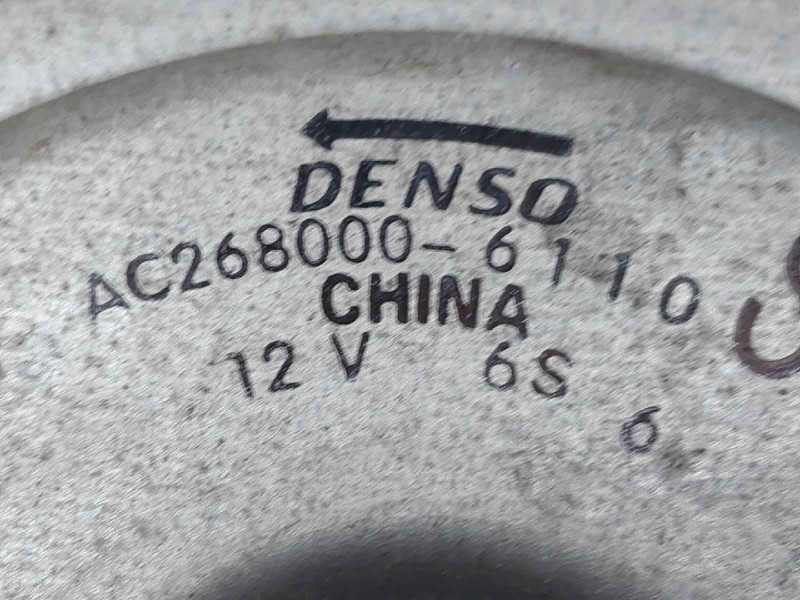 DENSO
AC268000-6110
CHINA
12 V 6S
6